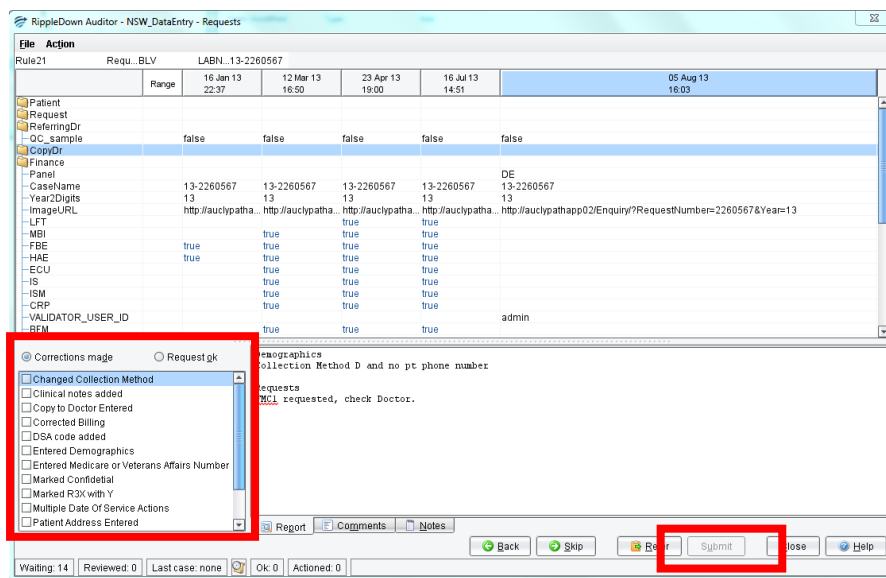 RippleDown Auditor - NSW_DataEntry - Requests
File Action
Rule21 Requ...BLV LABN...13-2260567
Range 16 Jan 13 22:37 12 Mar 13 16:50 23 Apr 13 19:00 16 Jul 13 14:51 05 Aug 13 16:03
Patient
Request
ReferringDr
QC_sample false false false false false
CopyDr
Finance
Panel DE
CaseName 13-2260567 13-2260567 13-2260567 13-2260567 13-2260567
Year2Digits 13 13 13 13 13
ImageURL http://auclypatha... http://auclypatha... http://auclypatha... http://auclypatha... http://auclypathapp02/Enquiry/?RequestNumber=2260567&Year=13
LFT true true
MBI true true true
FBE true true true true
HAE true true true true
ECU true true true
IS true true true
ISM true true true
CRP true true true
VALIDATOR_USER_ID admin
BFM true true true
Corrections made Request ok
Changed Collection Method
Clinical notes added
Copy to Doctor Entered
Corrected Billing
DSA code added
Entered Demographics
Entered Medicare or Veterans Affairs Number
Marked Confidetial
Marked R3X with Y
Multiple Date Of Service Actions
Patient Address Entered
Demographics
Collection Method D and no pt phone number
Requests
requested, check Doctor.
Report Comments Notes
Back Skip Submit Close Help
Waiting: 14 Reviewed: 0 Last case: none Ok: 0 Actioned: 0